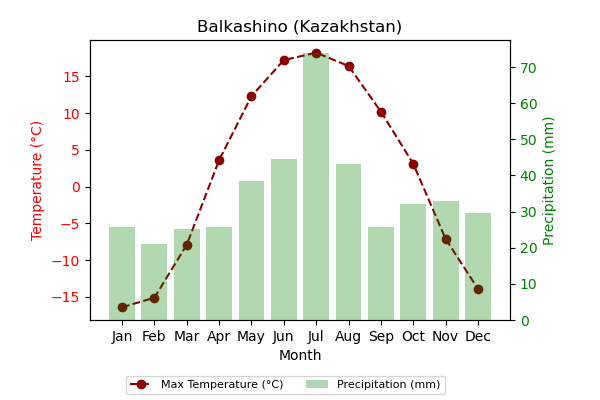 Balkashino (Kazakhstan)
Temperature (°C)
15
10
5
0
−5
−10
−15
70
60
50
40
30
20
10
0
Precipitation (mm)
Jan Feb Mar Apr May Jun Jul Aug Sep Oct Nov Dec
Month
Max Temperature (°C) Precipitation (mm)